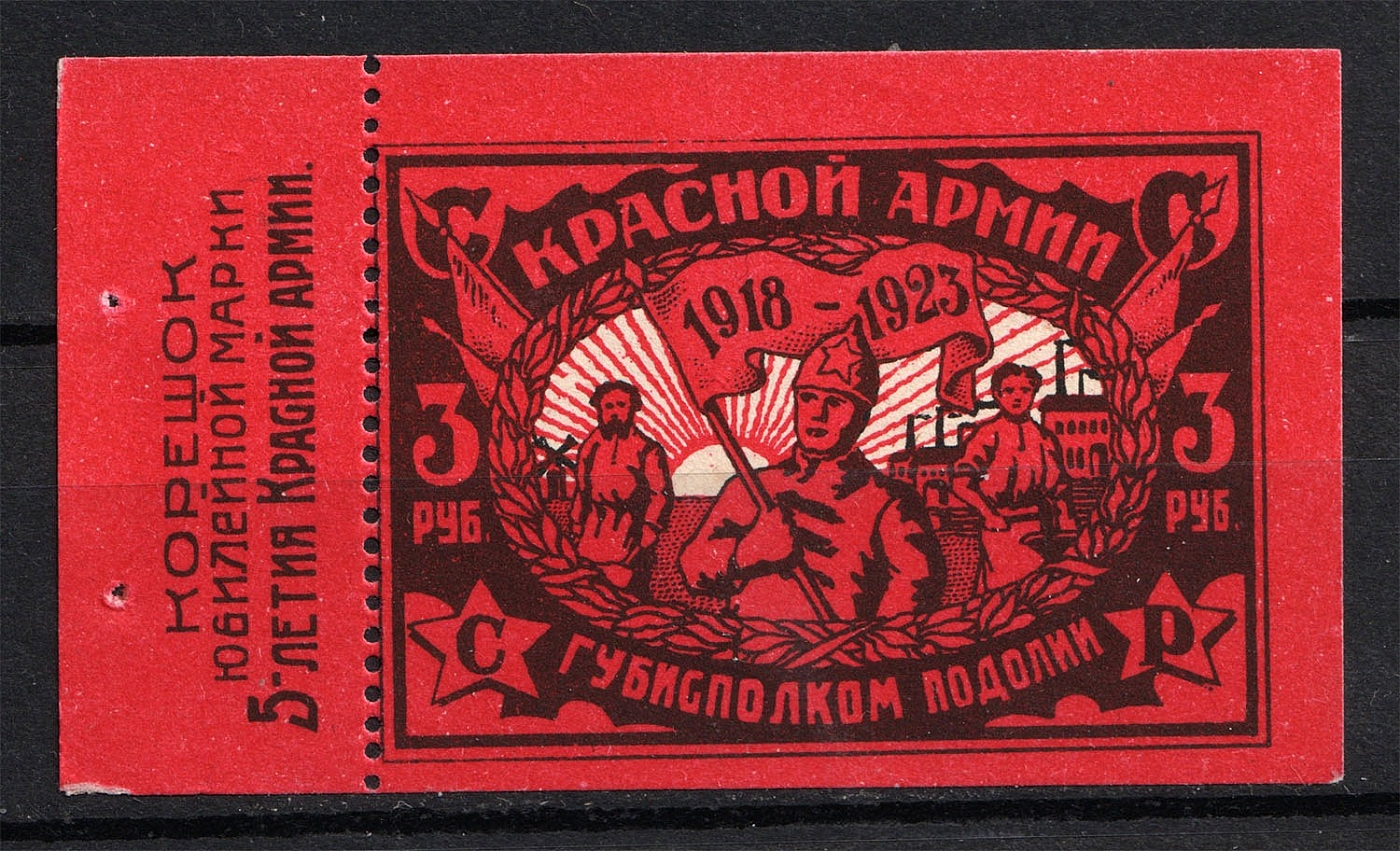 КОРЕШОК
ЮБИЛЕЙНОЙ МАРКИ
5-ЛЕТИЯ КРАСНОЙ АРМИИ.
С С
КРАСНОЙ АРМИИ
1918 – 1923
3 3
РУБ. РУБ.
С Р
ГУБИСПОЛКОМ ПОДОЛИИ